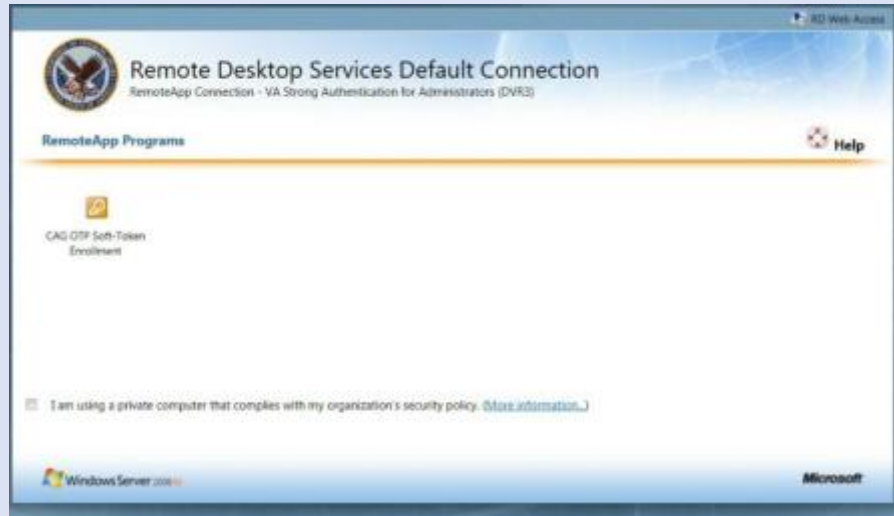 RD Web Access
Remote Desktop Services Default Connection
RemoteApp Connection - VA Strong Authentication for Administrators (DVR3)
RemoteApp Programs
Help
CAG OTP Soft-Token
Enrollment
I am using a private computer that complies with my organization's security policy. (More information...)
Windows Server 2008 R2
Microsoft